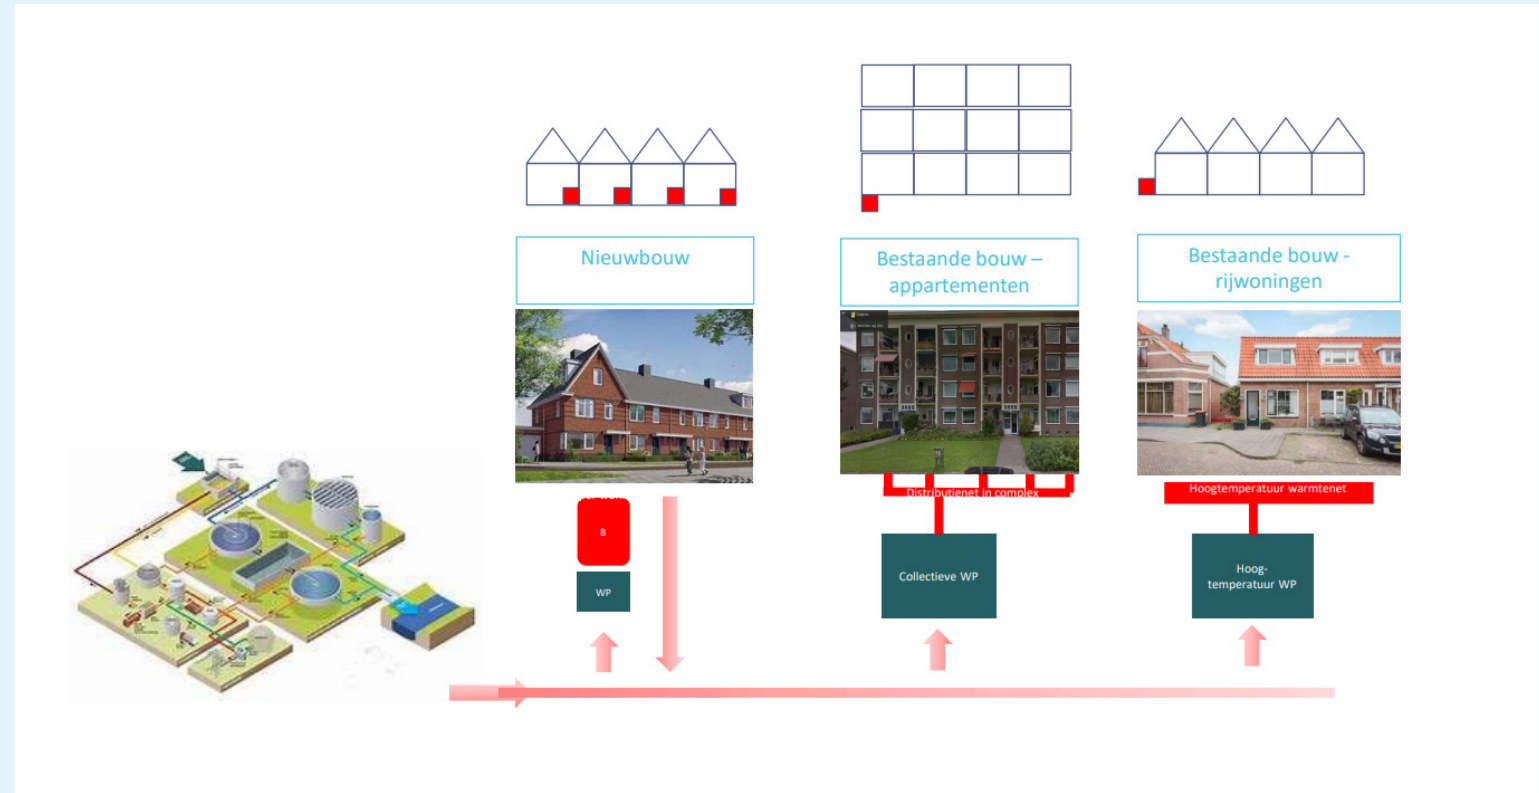 Nieuwbouw
Bestaande bouw –
appartementen
Bestaande bouw -
rijwoningen
B
WP
Distributienet in complex
Collectieve WP
Hoogtemperatuur warmtenet
Hoog-
temperatuur WP